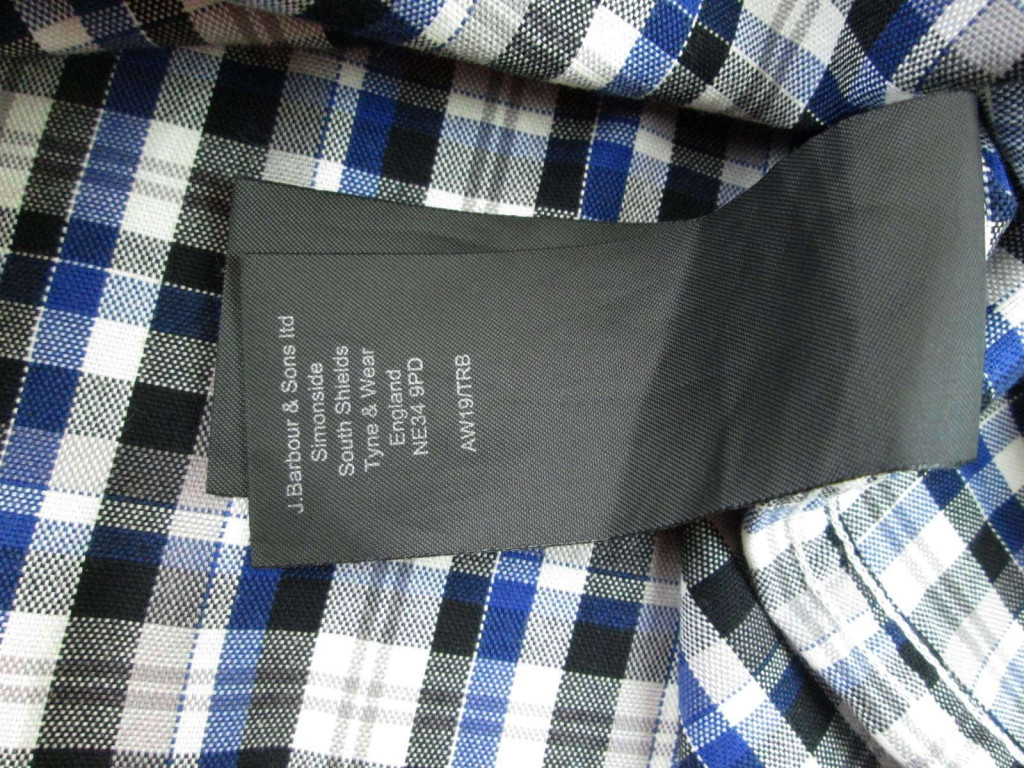 J.Barbour & Sons ltd
Simonside
South Shields
Tyne & Wear
England
NE34 9PD
AW19/TRB